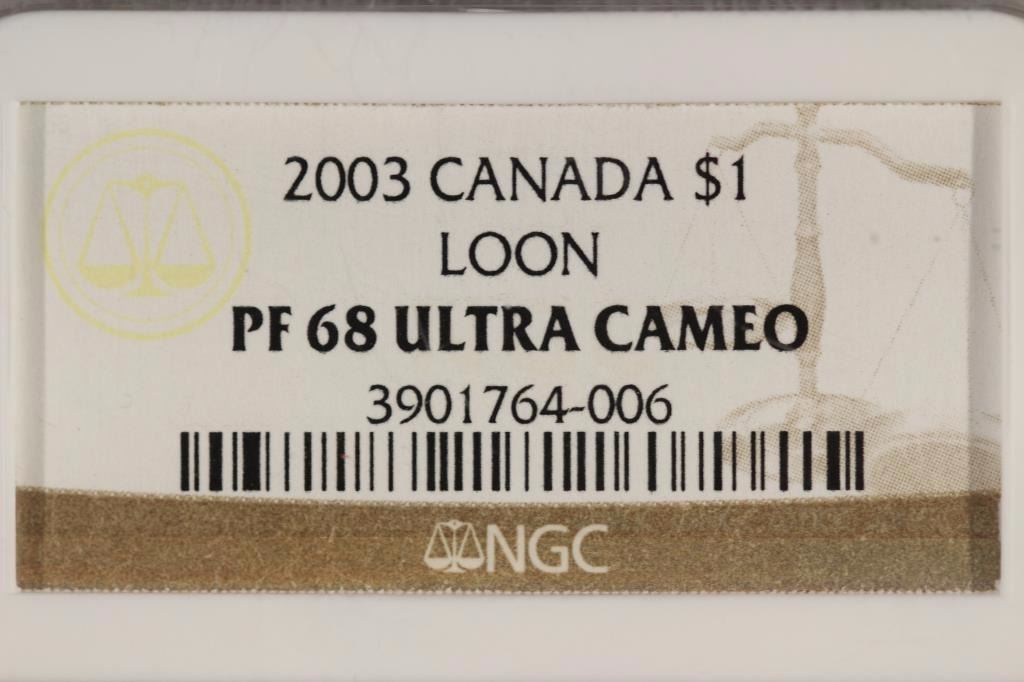 2003 CANADA $1
LOON
PF 68 ULTRA CAMEO
3901764-006
NGC